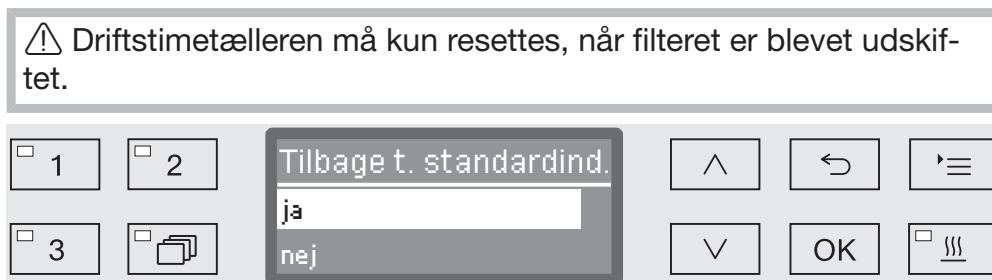 ⚠ Driftstimetælleren må kun resettes, når filteret er blevet udskif-
tet.
1 2 Tilbage t. standardind.
ja
3 nej OK